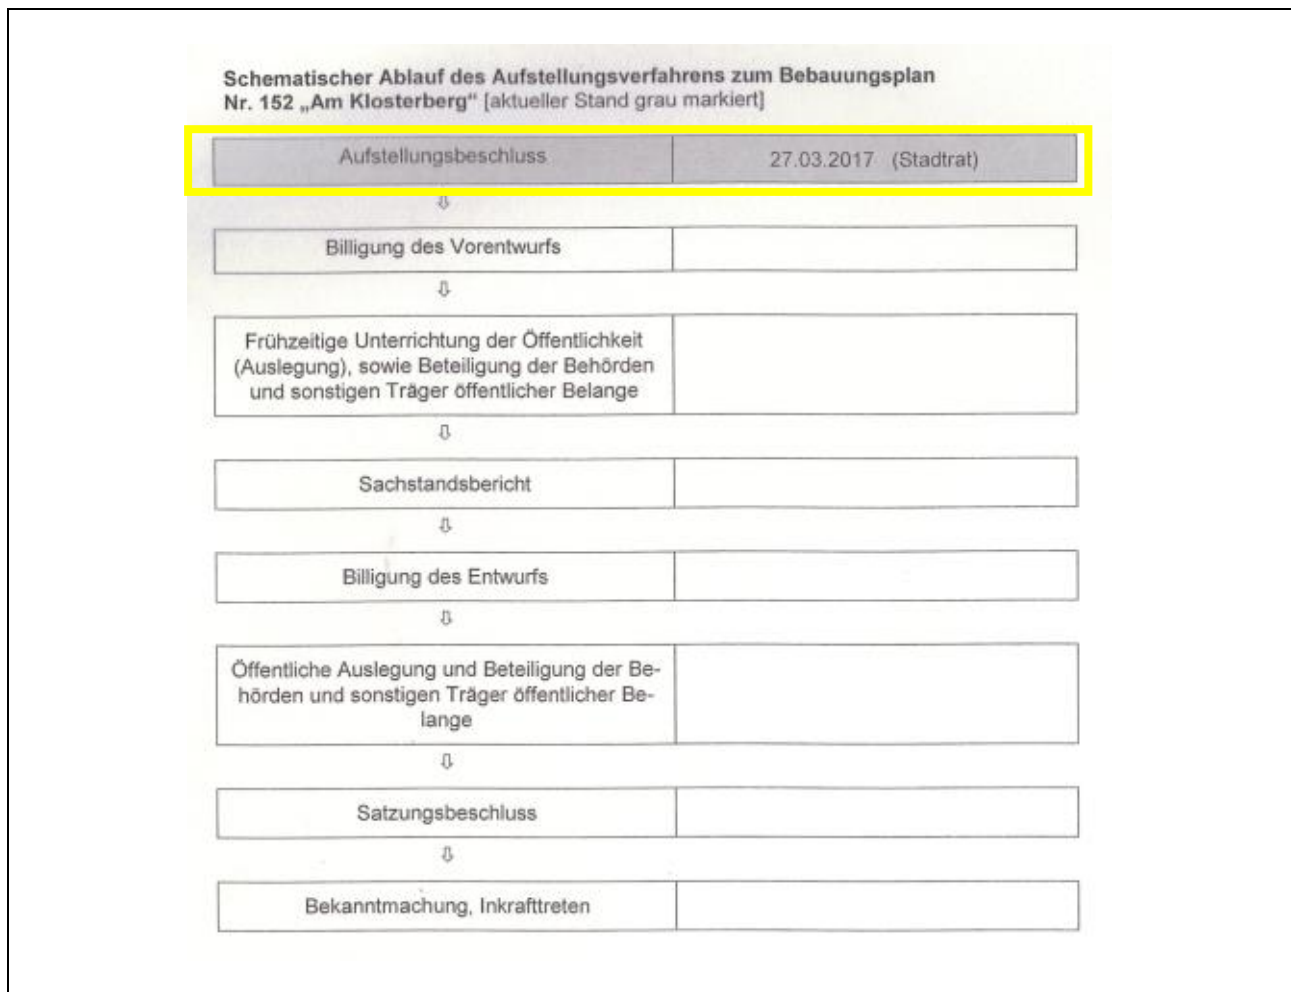 Schematischer Ablauf des Aufstellungsverfahrens zum Bebauungsplan
Nr. 152 „Am Klosterberg“ [aktueller Stand grau markiert]
Aufstellungsbeschluss
27.03.2017 (Stadtrat)
Billigung des Vorentwurfs
Frühzeitige Unterrichtung der Öffentlichkeit
(Auslegung), sowie Beteiligung der Behörden
und sonstigen Träger öffentlicher Belange
Sachstandsbericht
Billigung des Entwurfs
Öffentliche Auslegung und Beteiligung der Be-
hörden und sonstigen Träger öffentlicher Be-
lange
Satzungsbeschluss
Bekanntmachung, Inkrafttreten